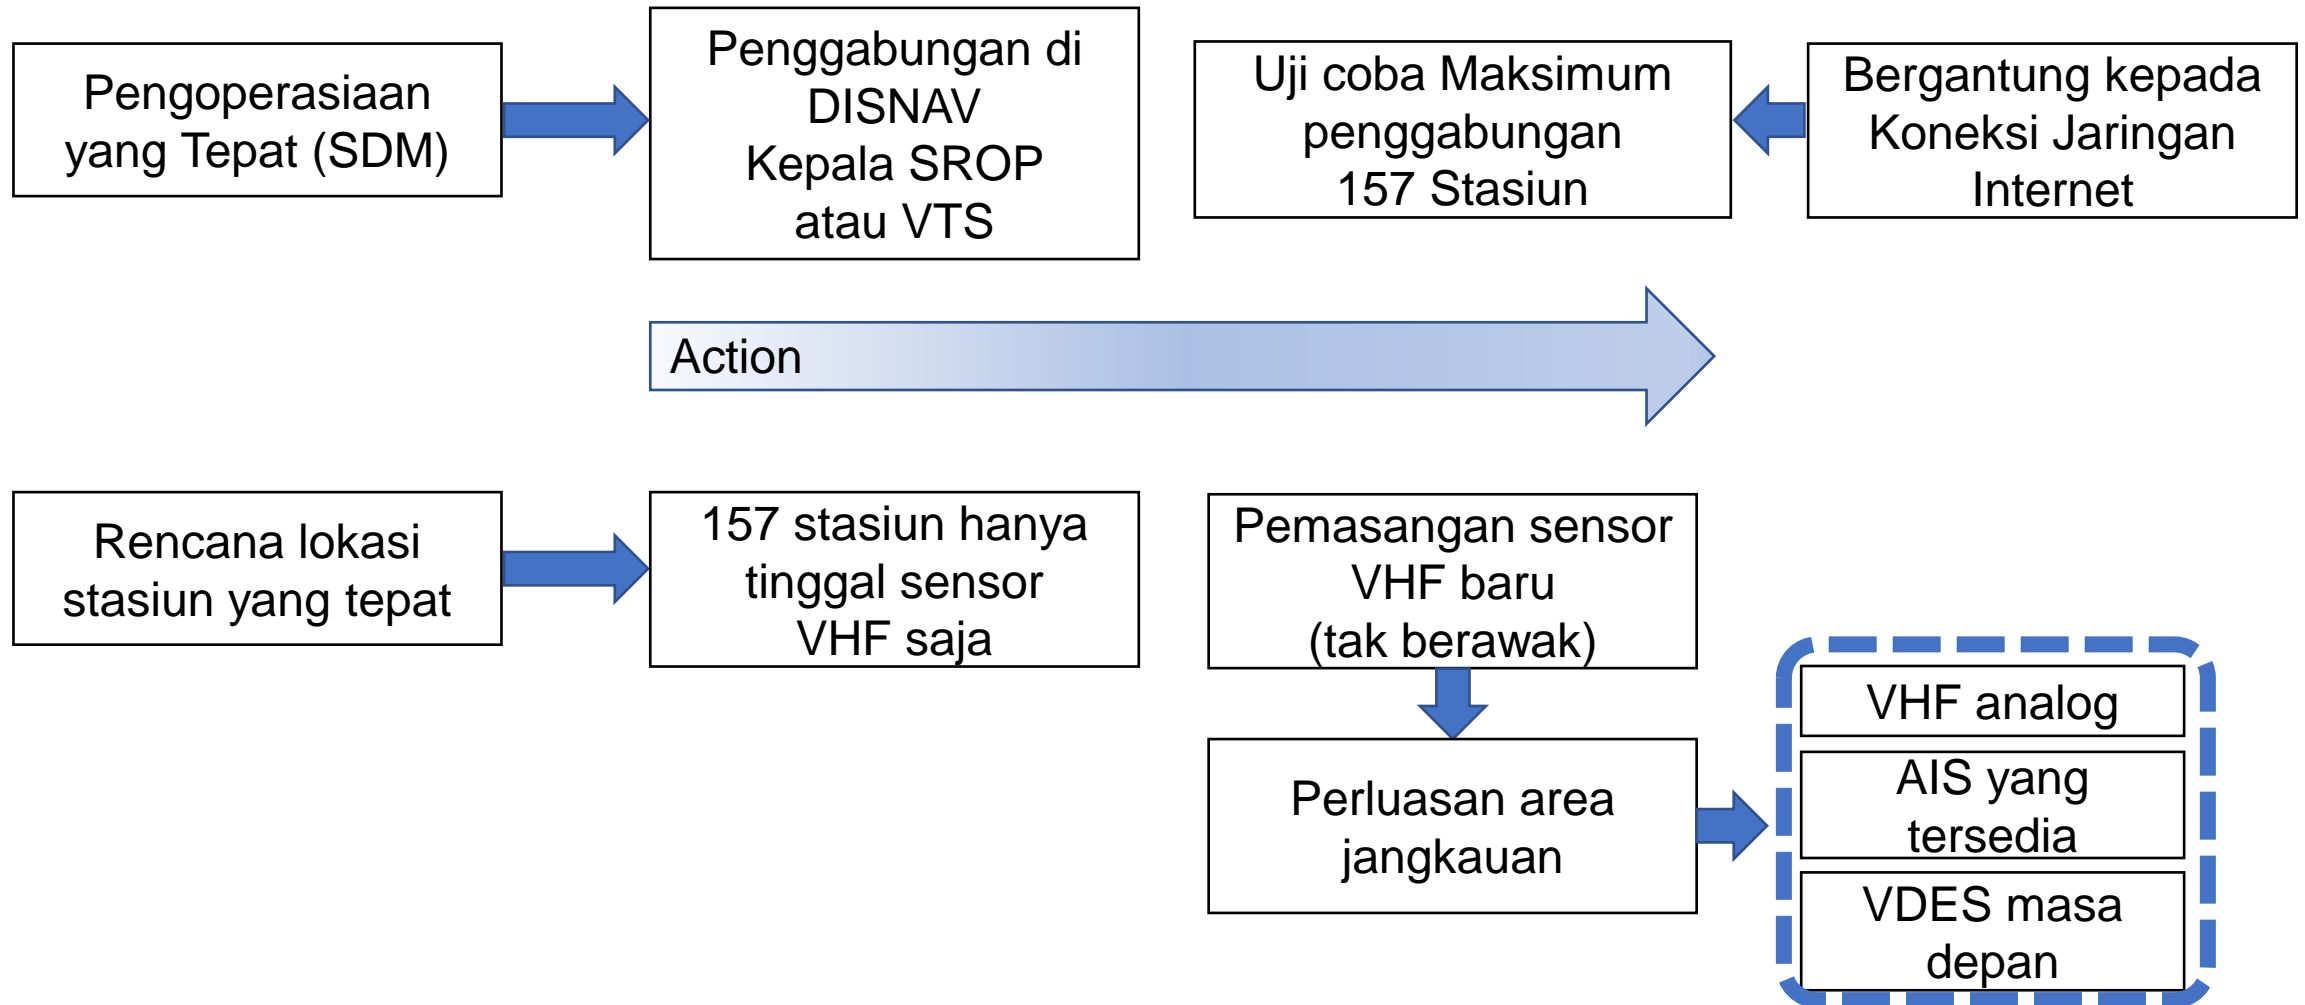 Pengoperasiaan
yang Tepat (SDM)
Penggabungan di
DISNAV
Kepala SROP
atau VTS
Uji coba Maksimum
penggabungan
157 Stasiun
Bergantung kepada
Koneksi Jaringan
Internet
Action
Rencana lokasi
stasiun yang tepat
157 stasiun hanya
tinggal sensor
VHF saja
Pemasangan sensor
VHF baru
(tak berawak)
Perluasan area
jangkauan
VHF analog
AIS yang
tersedia
VDES masa
depan